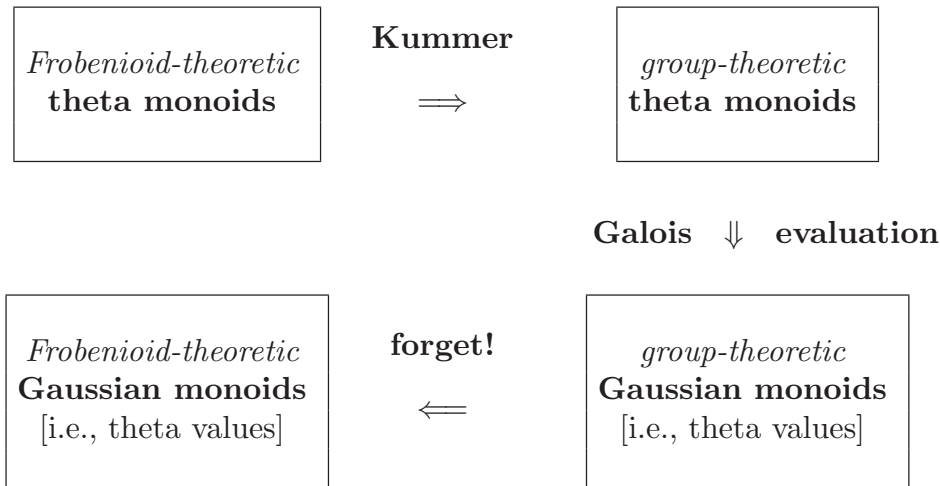 Kummer
Frobenioid-theoretic
theta monoids
⟹
group-theoretic
theta monoids
Galois ⇓ evaluation
forget!
Frobenioid-theoretic
Gaussian monoids
[i.e., theta values]
⟸
group-theoretic
Gaussian monoids
[i.e., theta values]